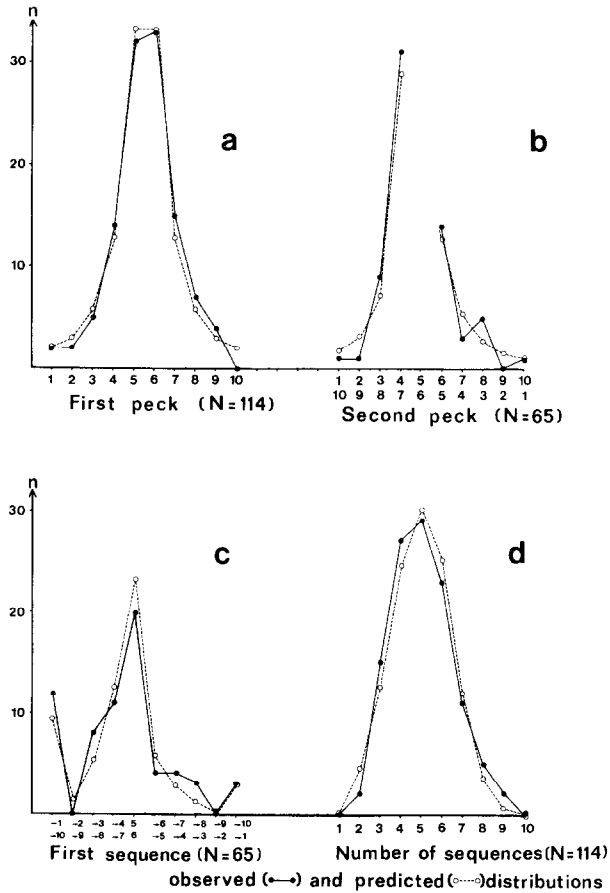 n
30
20
10
a
b
1 2 3 4 5 6 7 8 9 10
First peck (N=114)
1 2 3 4 5 6 7 8 9 10
10 9 8 7 6 5 4 3 2 1
Second peck (N=65)
n
30
20
10
c
d
-1 -2 -3 -4 5 -6 -7 -8 -9 -10
-10 -9 -8 -7 6 -5 -4 -3 -2 -1
First sequence (N=65)
1 2 3 4 5 6 7 8 9 10
Number of sequences (N=114)
observed (•—•) and predicted (○---○) distributions